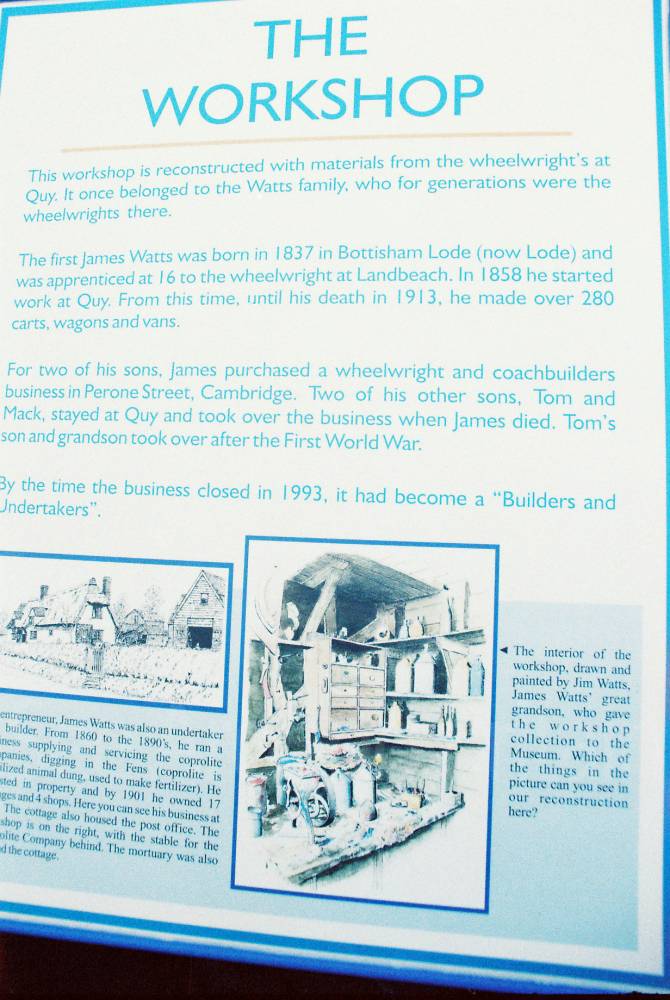 THE
WORKSHOP
This workshop is reconstructed with materials from the wheelwright's at
Quy. It once belonged to the Watts family, who for generations were the
wheelwrights there.
The first James Watts was born in 1837 in Bottisham Lode (now Lode) and
was apprenticed at 16 to the wheelwright at Landbeach. In 1858 he started
work at Quy. From this time, until his death in 1913, he made over 280
carts, wagons and vans.
For two of his sons, James purchased a wheelwright and coachbuilders
business in Perone Street, Cambridge. Two of his other sons, Tom and
Mack, stayed at Quy and took over the business when James died. Tom's
son and grandson took over after the First World War.
By the time the business closed in 1993, it had become a "Builders and
Undertakers".
entrepreneur, James Watts was also an undertaker
builder. From 1860 to the 1890's, he ran a
iness supplying and servicing the coprolite
panies, digging in the Fens (coprolite is
ilized animal dung, used to make fertilizer). He
sted in property and by 1901 he owned 17
ges and 4 shops. Here you can see his business at
The cottage also housed the post office. The
shop is on the right, with the stable for the
olite Company behind. The mortuary was also
d the cottage.
◄ The interior of the
workshop, drawn and
painted by Jim Watts,
James Watts' great
grandson, who gave
the workshop
collection to the
Museum. Which of
the things in the
picture can you see in
our reconstruction
here?